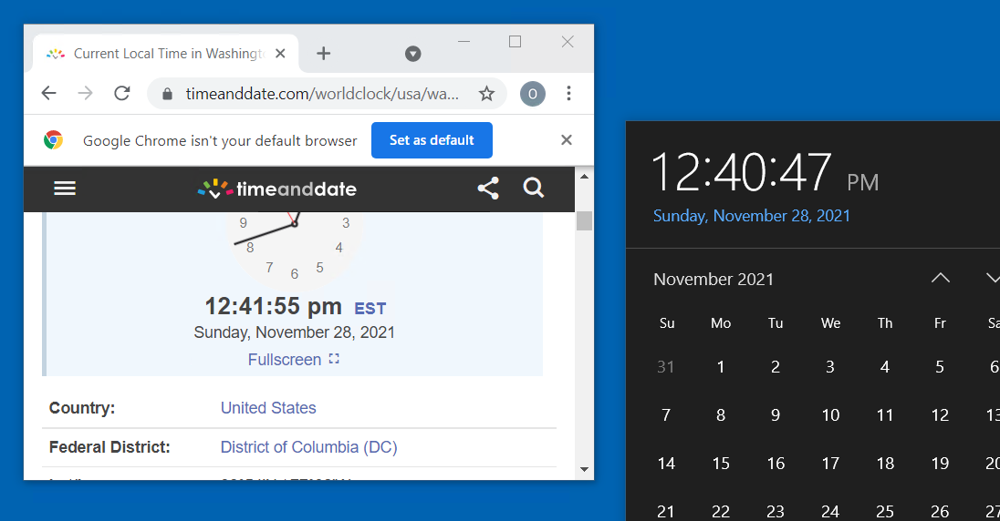 Current Local Time in Washingt
timeanddate.com/worldclock/usa/wa...
O
Google Chrome isn't your default browser
Set as default
timeanddate
9
3
8
4
7
6
5
12:41:55 pm EST
Sunday, November 28, 2021
Fullscreen
Country: United States
Federal District: District of Columbia (DC)
12:40:47 PM
Sunday, November 28, 2021
November 2021
Su Mo Tu We Th Fr Sa
31 1 2 3 4 5 6
7 8 9 10 11 12 13
14 15 16 17 18 19 20
21 22 23 24 25 26 27